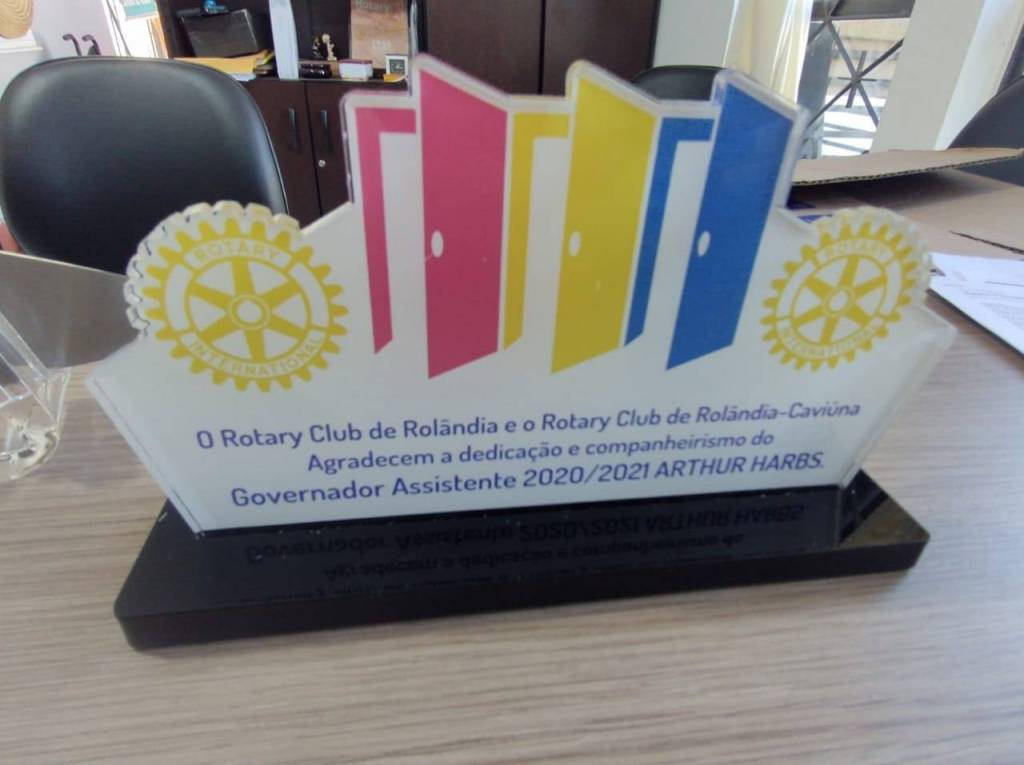 Rotary
ROTARY
INTERNATIONAL
ROTARY
INTERNATIONAL
O Rotary Club de Rolândia e o Rotary Club de Rolândia-Caviúna
Agradecem a dedicação e companheirismo do
Governador Assistente 2020/2021 ARTHUR HARBS.